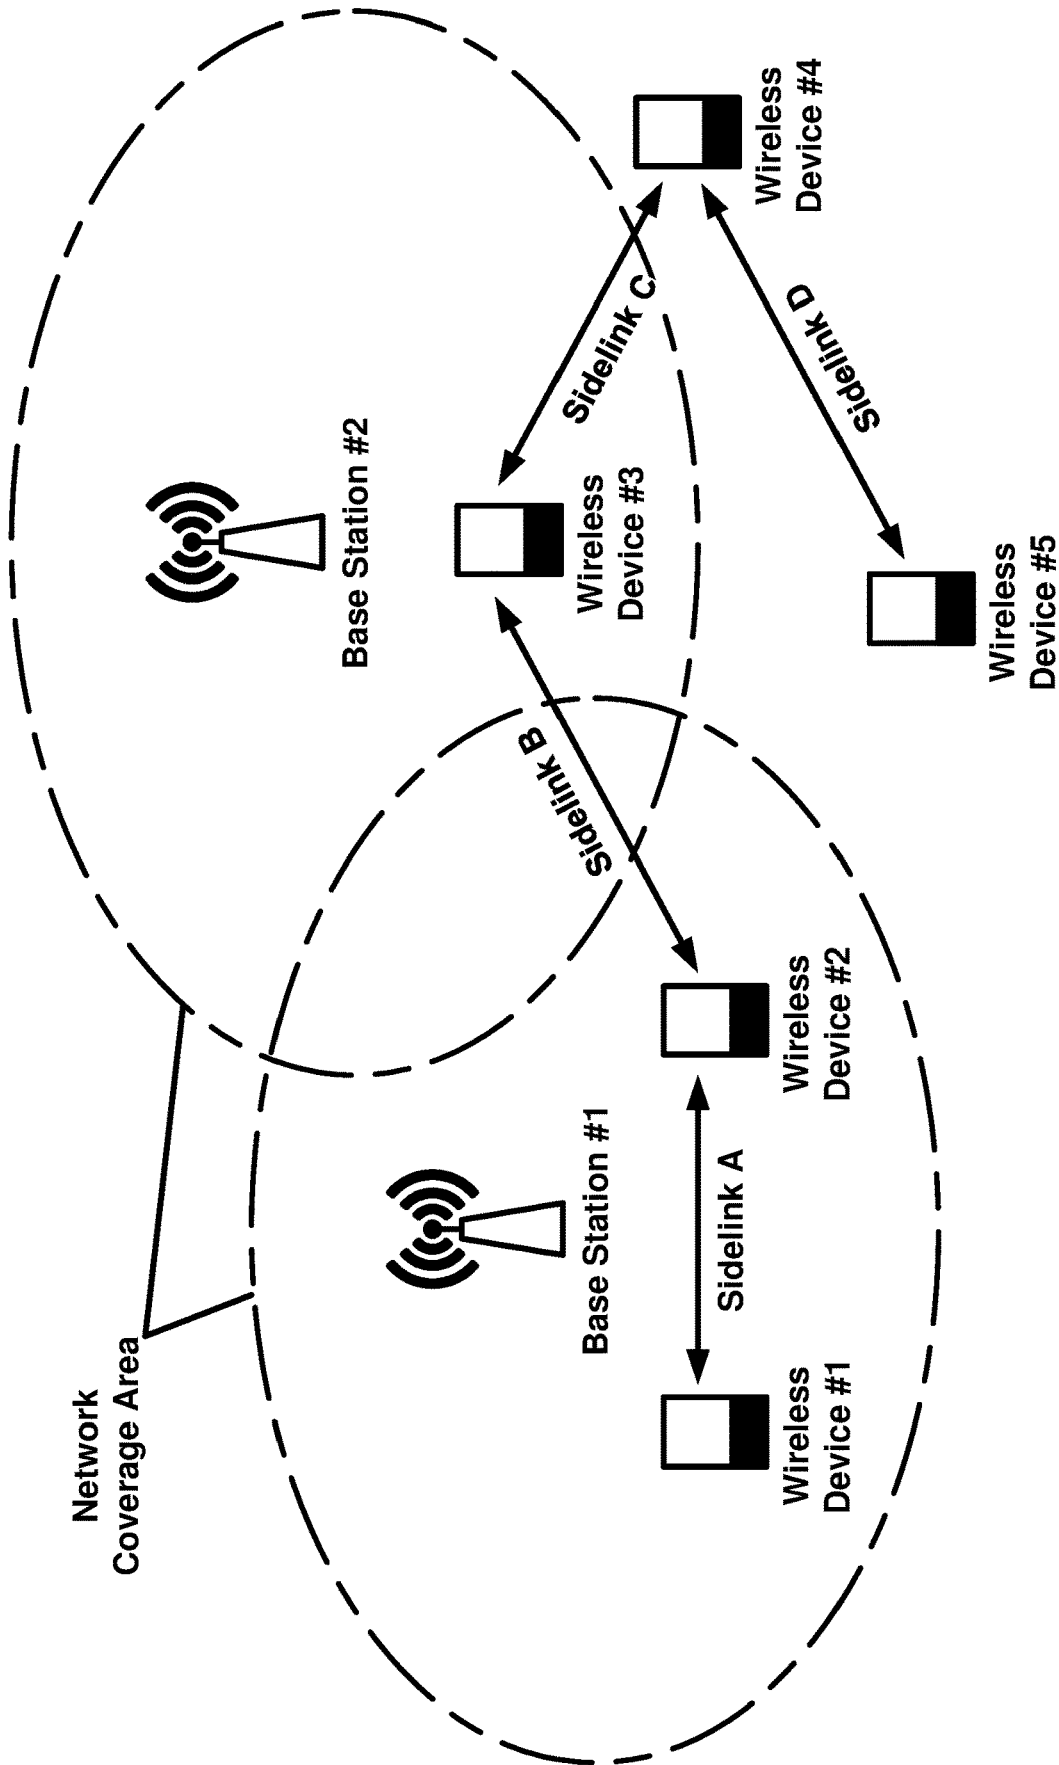 Network
Coverage Area
Base Station #2
Base Station #1
Wireless
Device #1
Sidelink A
Wireless
Device #2
Sidelink B
Wireless
Device #3
Sidelink C
Wireless
Device #4
Sidelink D
Wireless
Device #5